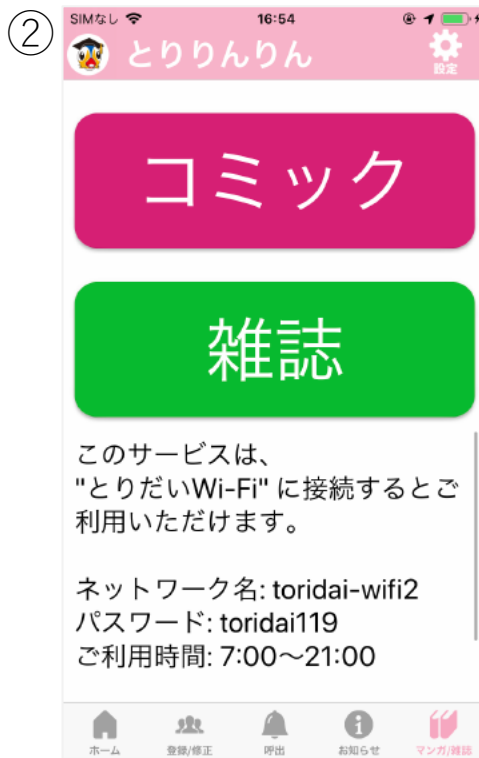 ②
SIMなし 16:54
とりりんりん
設定
コミック
雑誌
このサービスは、
"とりだいWi-Fi" に接続するとご
利用いただけます。
ネットワーク名: toridai-wifi2
パスワード: toridai119
ご利用時間: 7:00〜21:00
ホーム 登録/修正 呼出 お知らせ マンガ/雑誌